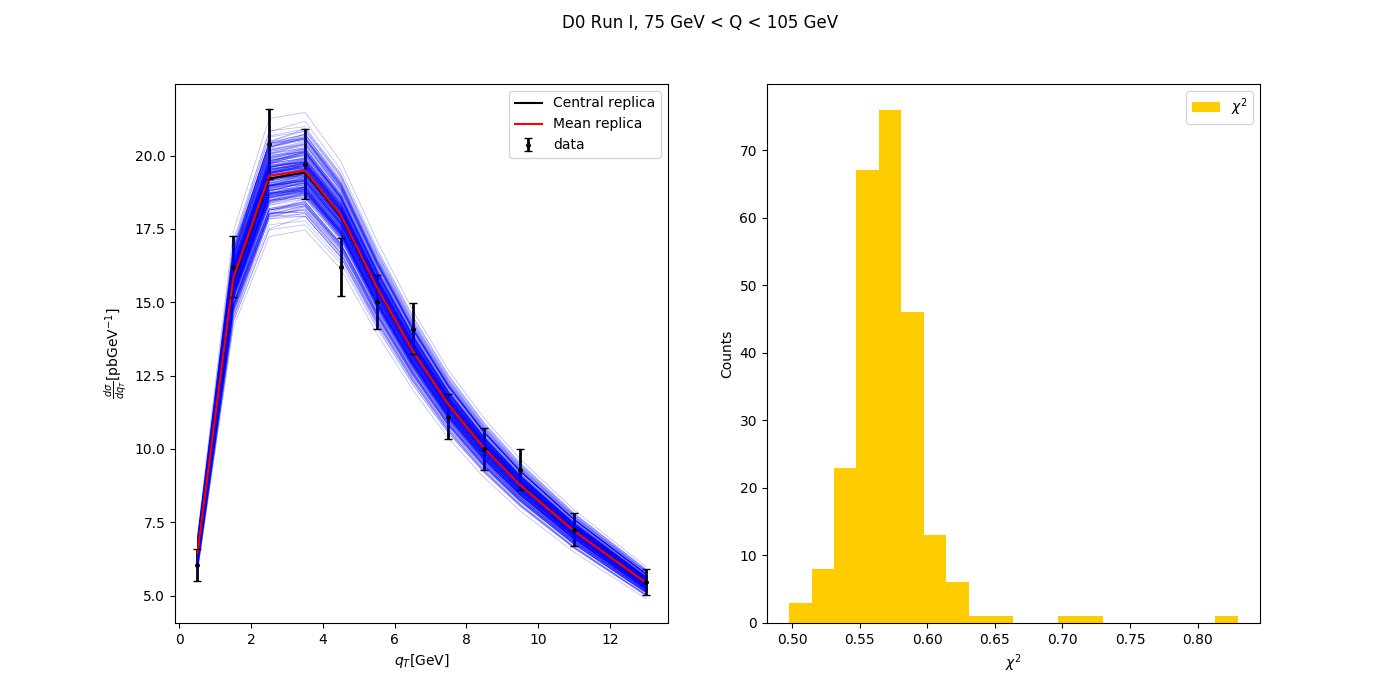 D0 Run I, 75 GeV < Q < 105 GeV
Central replica
Mean replica
data
dσ/dq_T [pbGeV⁻¹]
20.0
17.5
15.0
12.5
10.0
7.5
5.0
0 2 4 6 8 10 12
q_T[GeV]
χ²
Counts
70
60
50
40
30
20
10
0
0.50 0.55 0.60 0.65 0.70 0.75 0.80
χ²